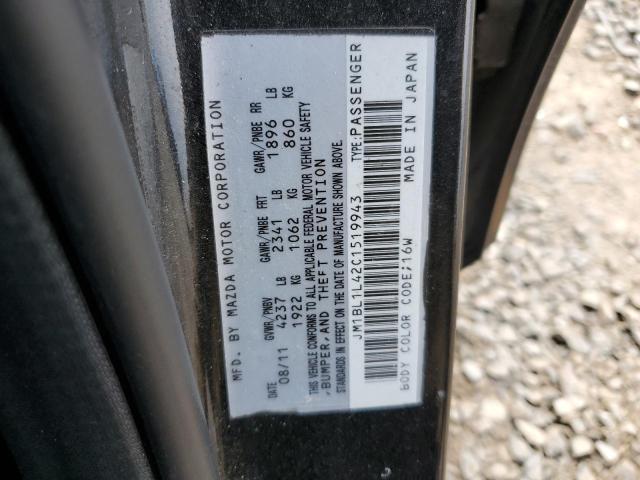 MFD. BY MAZDA MOTOR CORPORATION
DATE GVWR/PNBV GAWR/PNBE FRT GAWR/PNBE RR
08/11 4237 LB 2341 LB 1896 LB
1922 KG 1062 KG 860 KG
THIS VEHICLE CONFORMS TO ALL APPLICABLE FEDERAL MOTOR VEHICLE SAFETY
,BUMPER,AND THEFT PREVENTION
STANDARDS IN EFFECT ON THE DATE OF MANUFACTURE SHOWN ABOVE.
JM1BL1L42C1519943 TYPE:PASSENGER
BODY COLOR CODE;16W MADE IN JAPAN